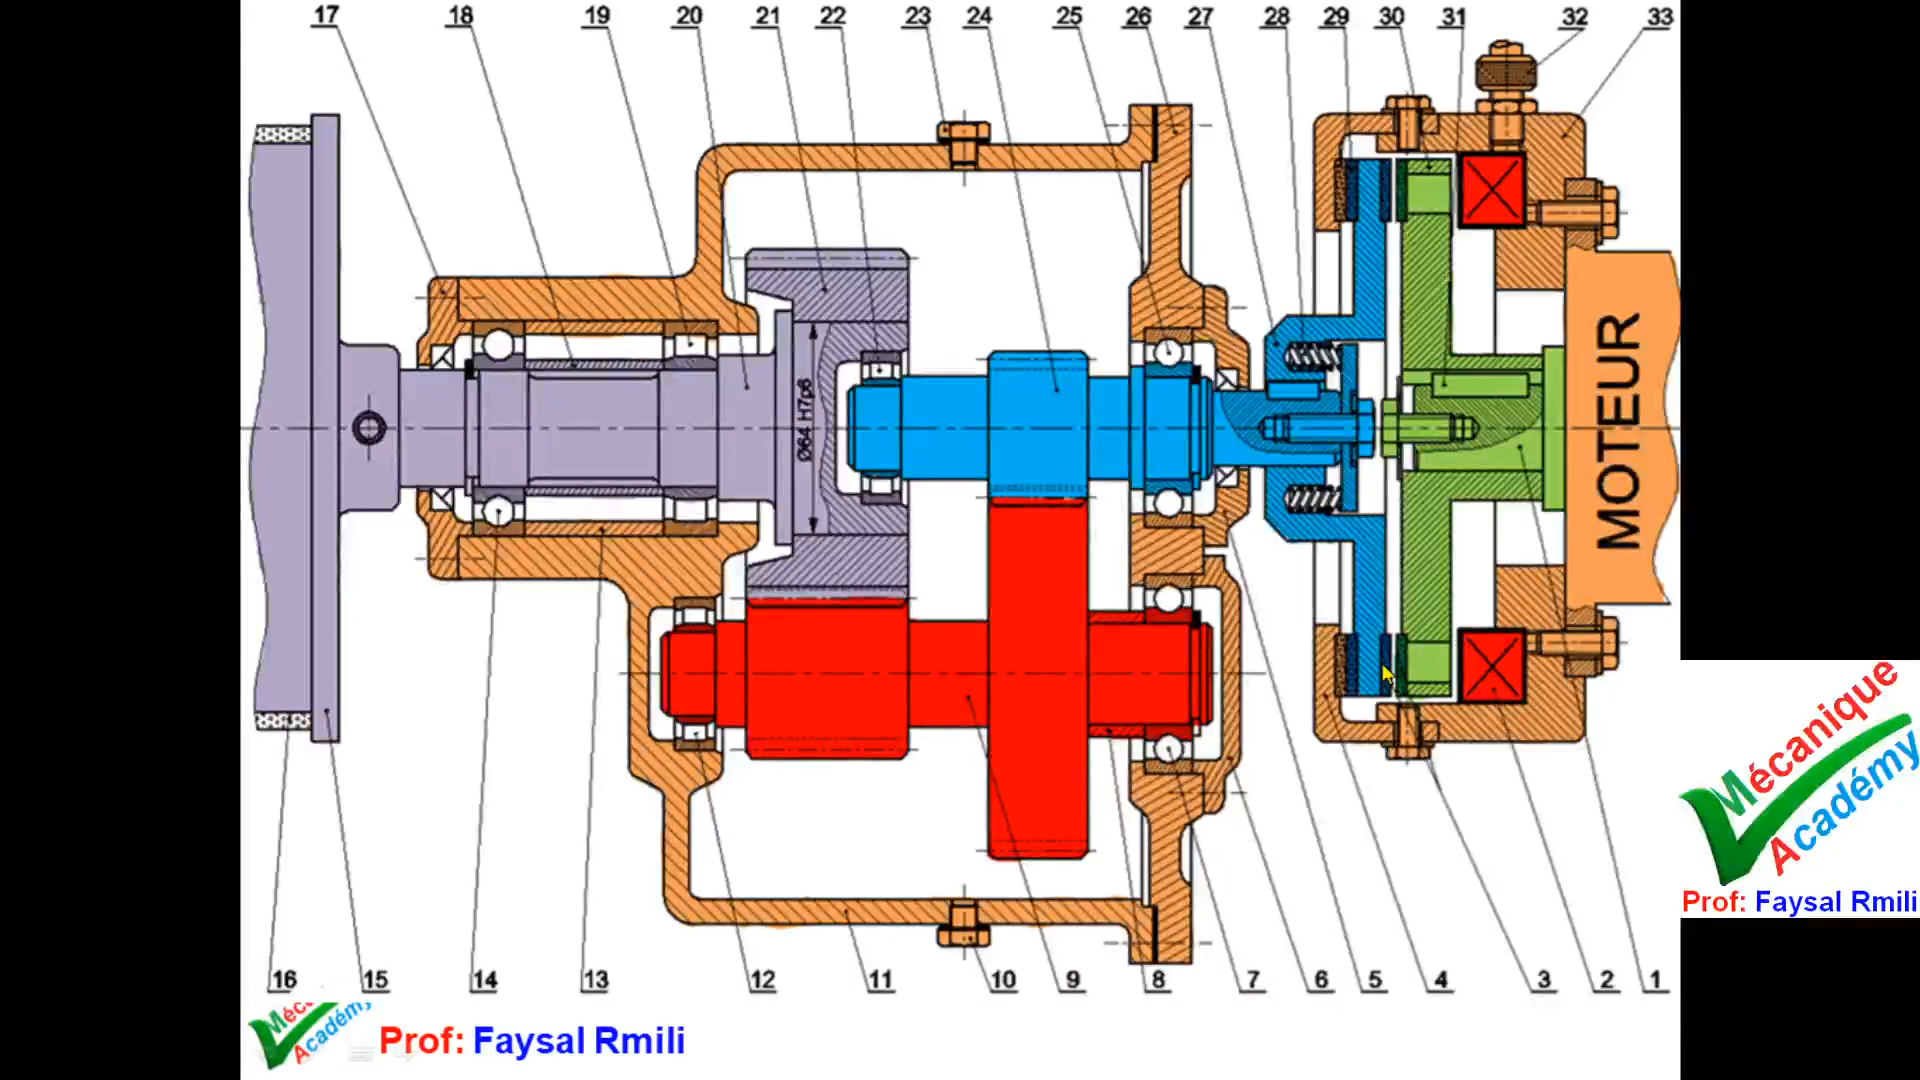 17 18 19 20 21 22 23 24 25 26 27 28 29 30 31 32 33
Ø64 H7p6
MOTEUR
Mécanique
Académy
Prof: Faysal Rmili
16 15 14 13 12 11 10 9 8 7 6 5 4 3 2 1
Académy
Prof: Faysal Rmili